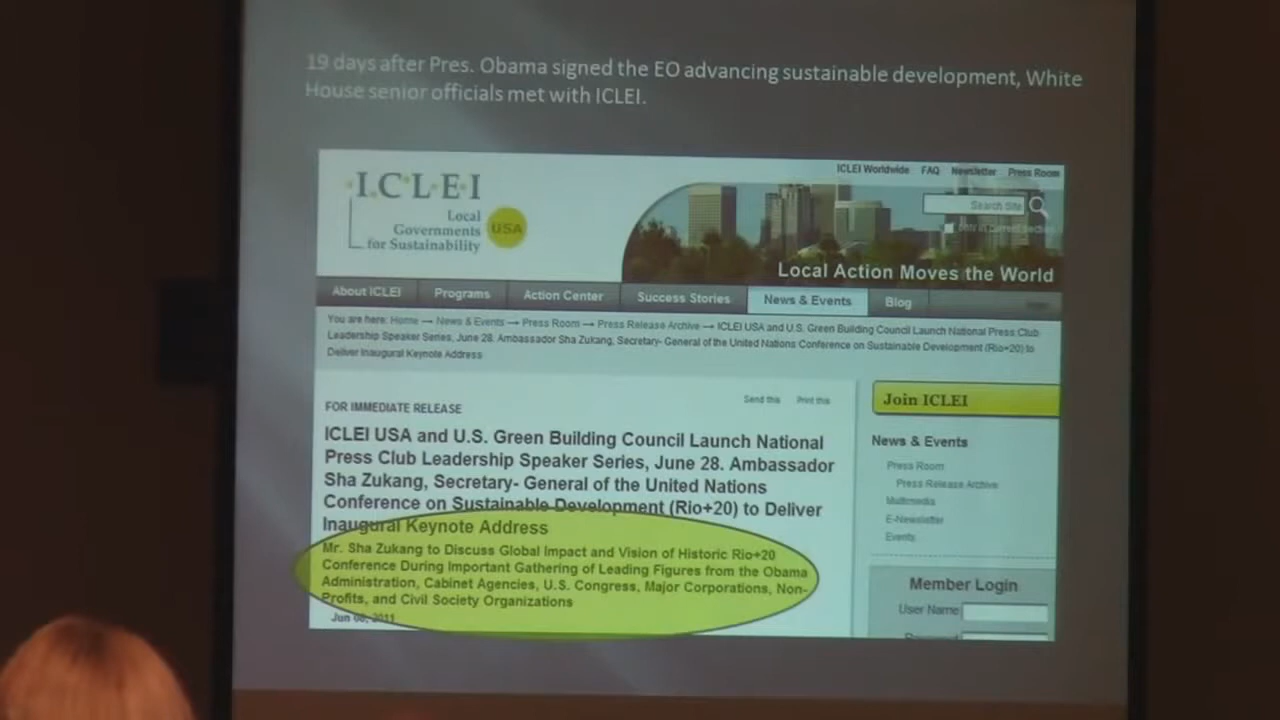 19 days after Pres. Obama signed the EO advancing sustainable development, White
House senior officials met with ICLEI.
ICLEI Worldwide FAQ Newsletter Press Room
I.C.L.E.I
Local
Governments
for Sustainability
USA
Search Site
Local Action Moves the World
About ICLEI Programs Action Center Success Stories News & Events Blog
You are here: Home → News & Events → Press Room → Press Release Archive → ICLEI USA and U.S. Green Building Council Launch National Press Club
Leadership Speaker Series, June 28. Ambassador Sha Zukang, Secretary- General of the United Nations Conference on Sustainable Development (Rio+20) to
Deliver Inaugural Keynote Address
Send this Print this
FOR IMMEDIATE RELEASE
ICLEI USA and U.S. Green Building Council Launch National
Press Club Leadership Speaker Series, June 28. Ambassador
Sha Zukang, Secretary- General of the United Nations
Conference on Sustainable Development (Rio+20) to Deliver
Inaugural Keynote Address
Mr. Sha Zukang to Discuss Global Impact and Vision of Historic Rio+20
Conference During Important Gathering of Leading Figures from the Obama
Administration, Cabinet Agencies, U.S. Congress, Major Corporations, Non-
Profits, and Civil Society Organizations
Jun 2011
Join ICLEI
News & Events
Press Room
Press Release Archive
Multimedia
E-Newsletter
Events
Member Login
User Name